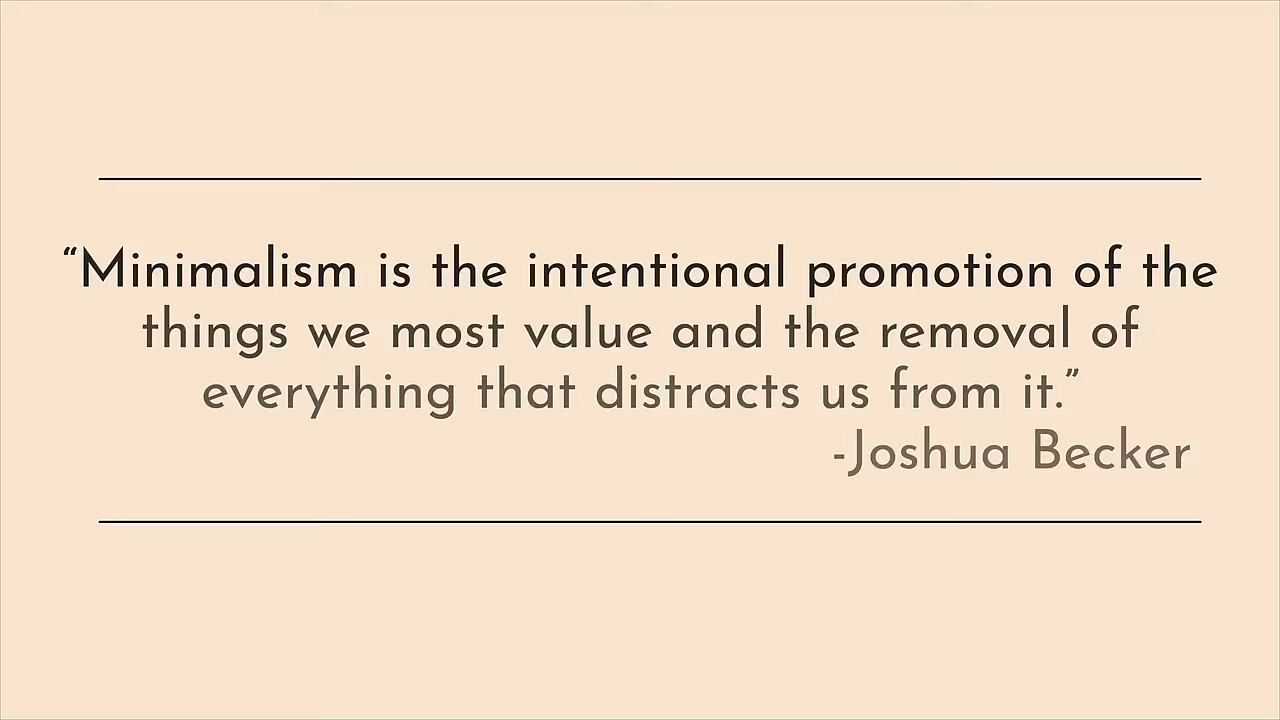 “Minimalism is the intentional promotion of the
things we most value and the removal of
everything that distracts us from it.”
-Joshua Becker